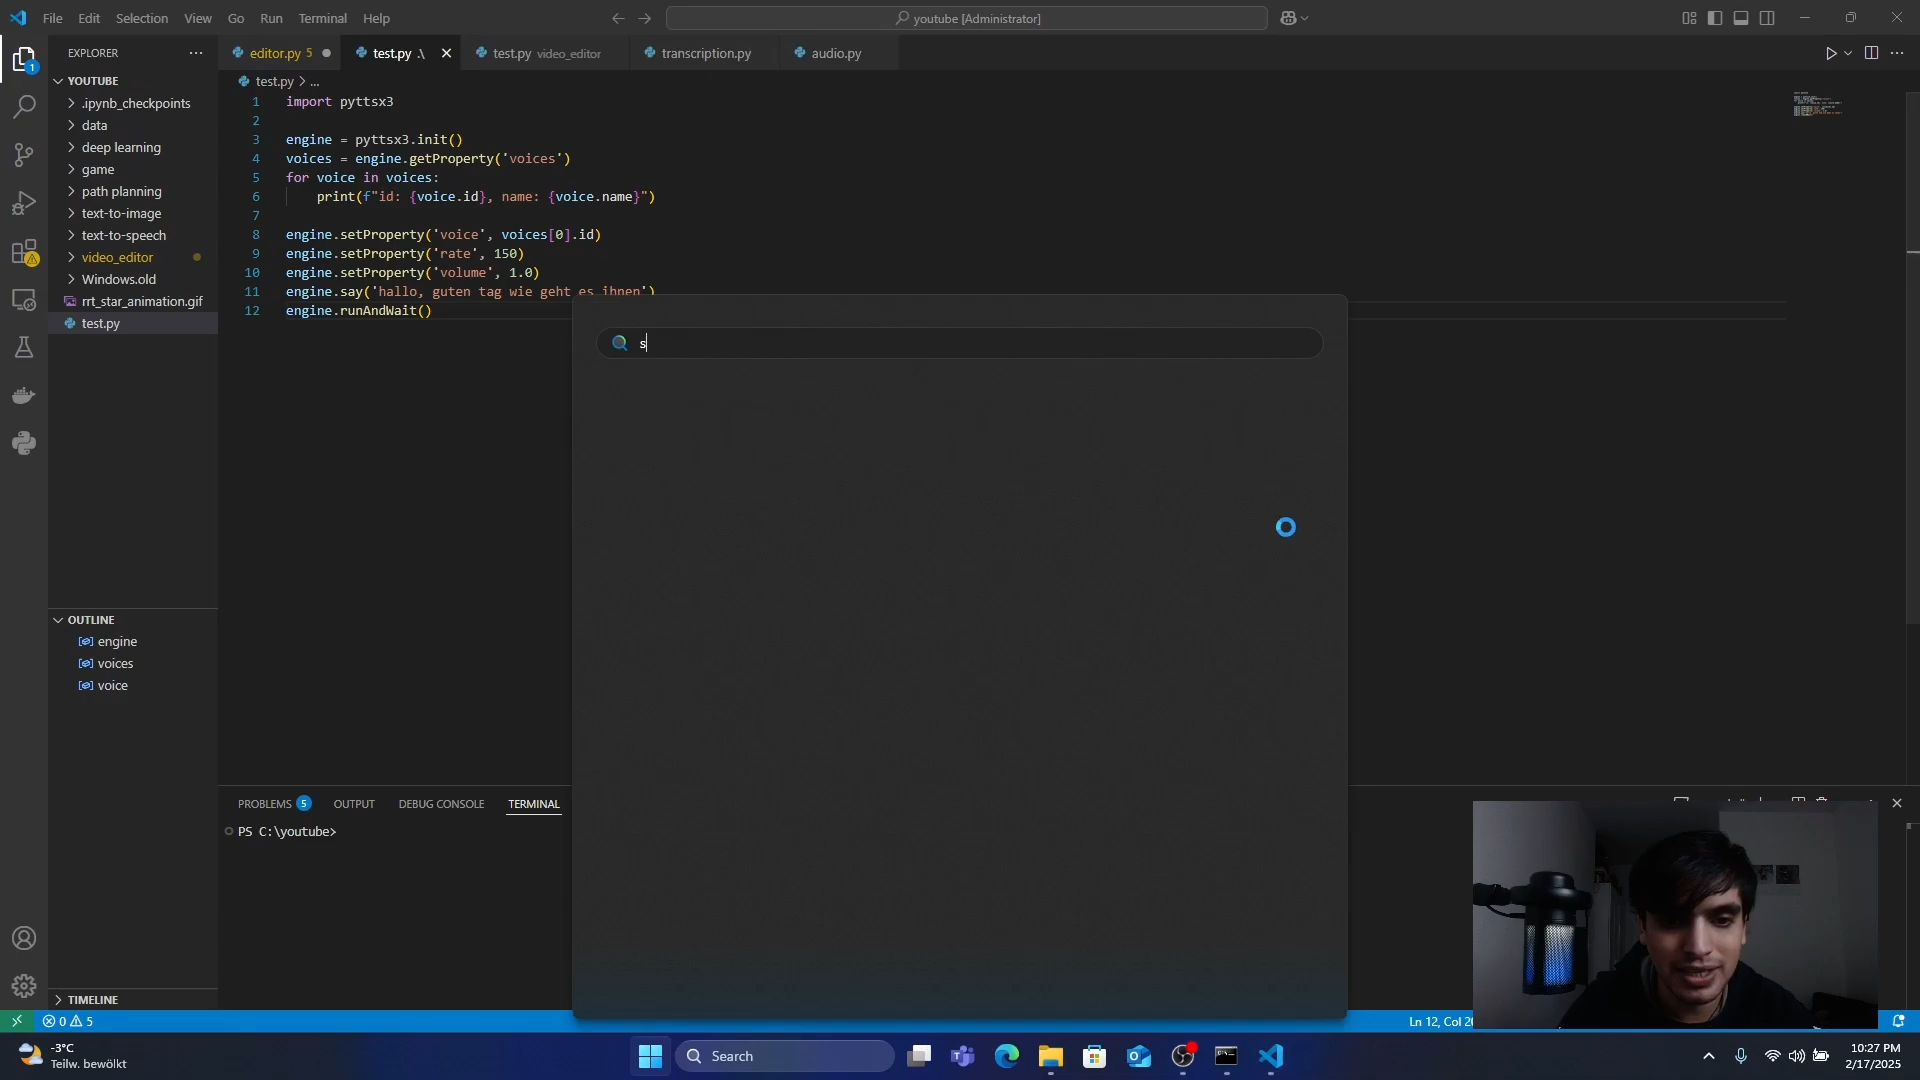 File Edit Selection View Go Run Terminal Help
youtube [Administrator]
EXPLORER
editor.py 5
test.py .\
test.py video_editor
transcription.py
audio.py
YOUTUBE
test.py > ...
.ipynb_checkpoints
data
deep learning
game
path planning
text-to-image
text-to-speech
video_editor
Windows.old
rrt_star_animation.gif
test.py
1 import pyttsx3
2
3 engine = pyttsx3.init()
4 voices = engine.getProperty('voices')
5 for voice in voices:
6 print(f"id: {voice.id}, name: {voice.name}")
7
8 engine.setProperty('voice', voices[0].id)
9 engine.setProperty('rate', 150)
10 engine.setProperty('volume', 1.0)
11 engine.say('hallo, guten tag wie geht es ihnen')
12 engine.runAndWait()
s
OUTLINE
engine
voices
voice
PROBLEMS 5 OUTPUT DEBUG CONSOLE TERMINAL
PS C:\youtube>
TIMELINE
0 5
Ln 12, Col 20
-3°C
Teilw. bewölkt
Search
10:27 PM
2/17/2025